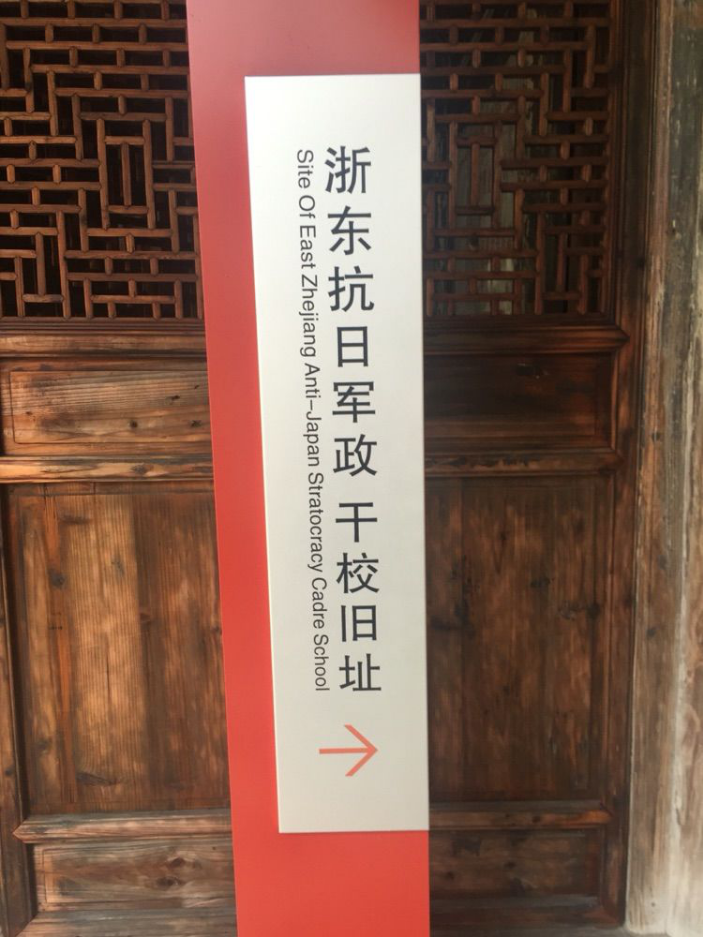 浙东抗日军政 干校旧址
Site Of East Zhejiang Anti-Japan Stratocracy Cadre School